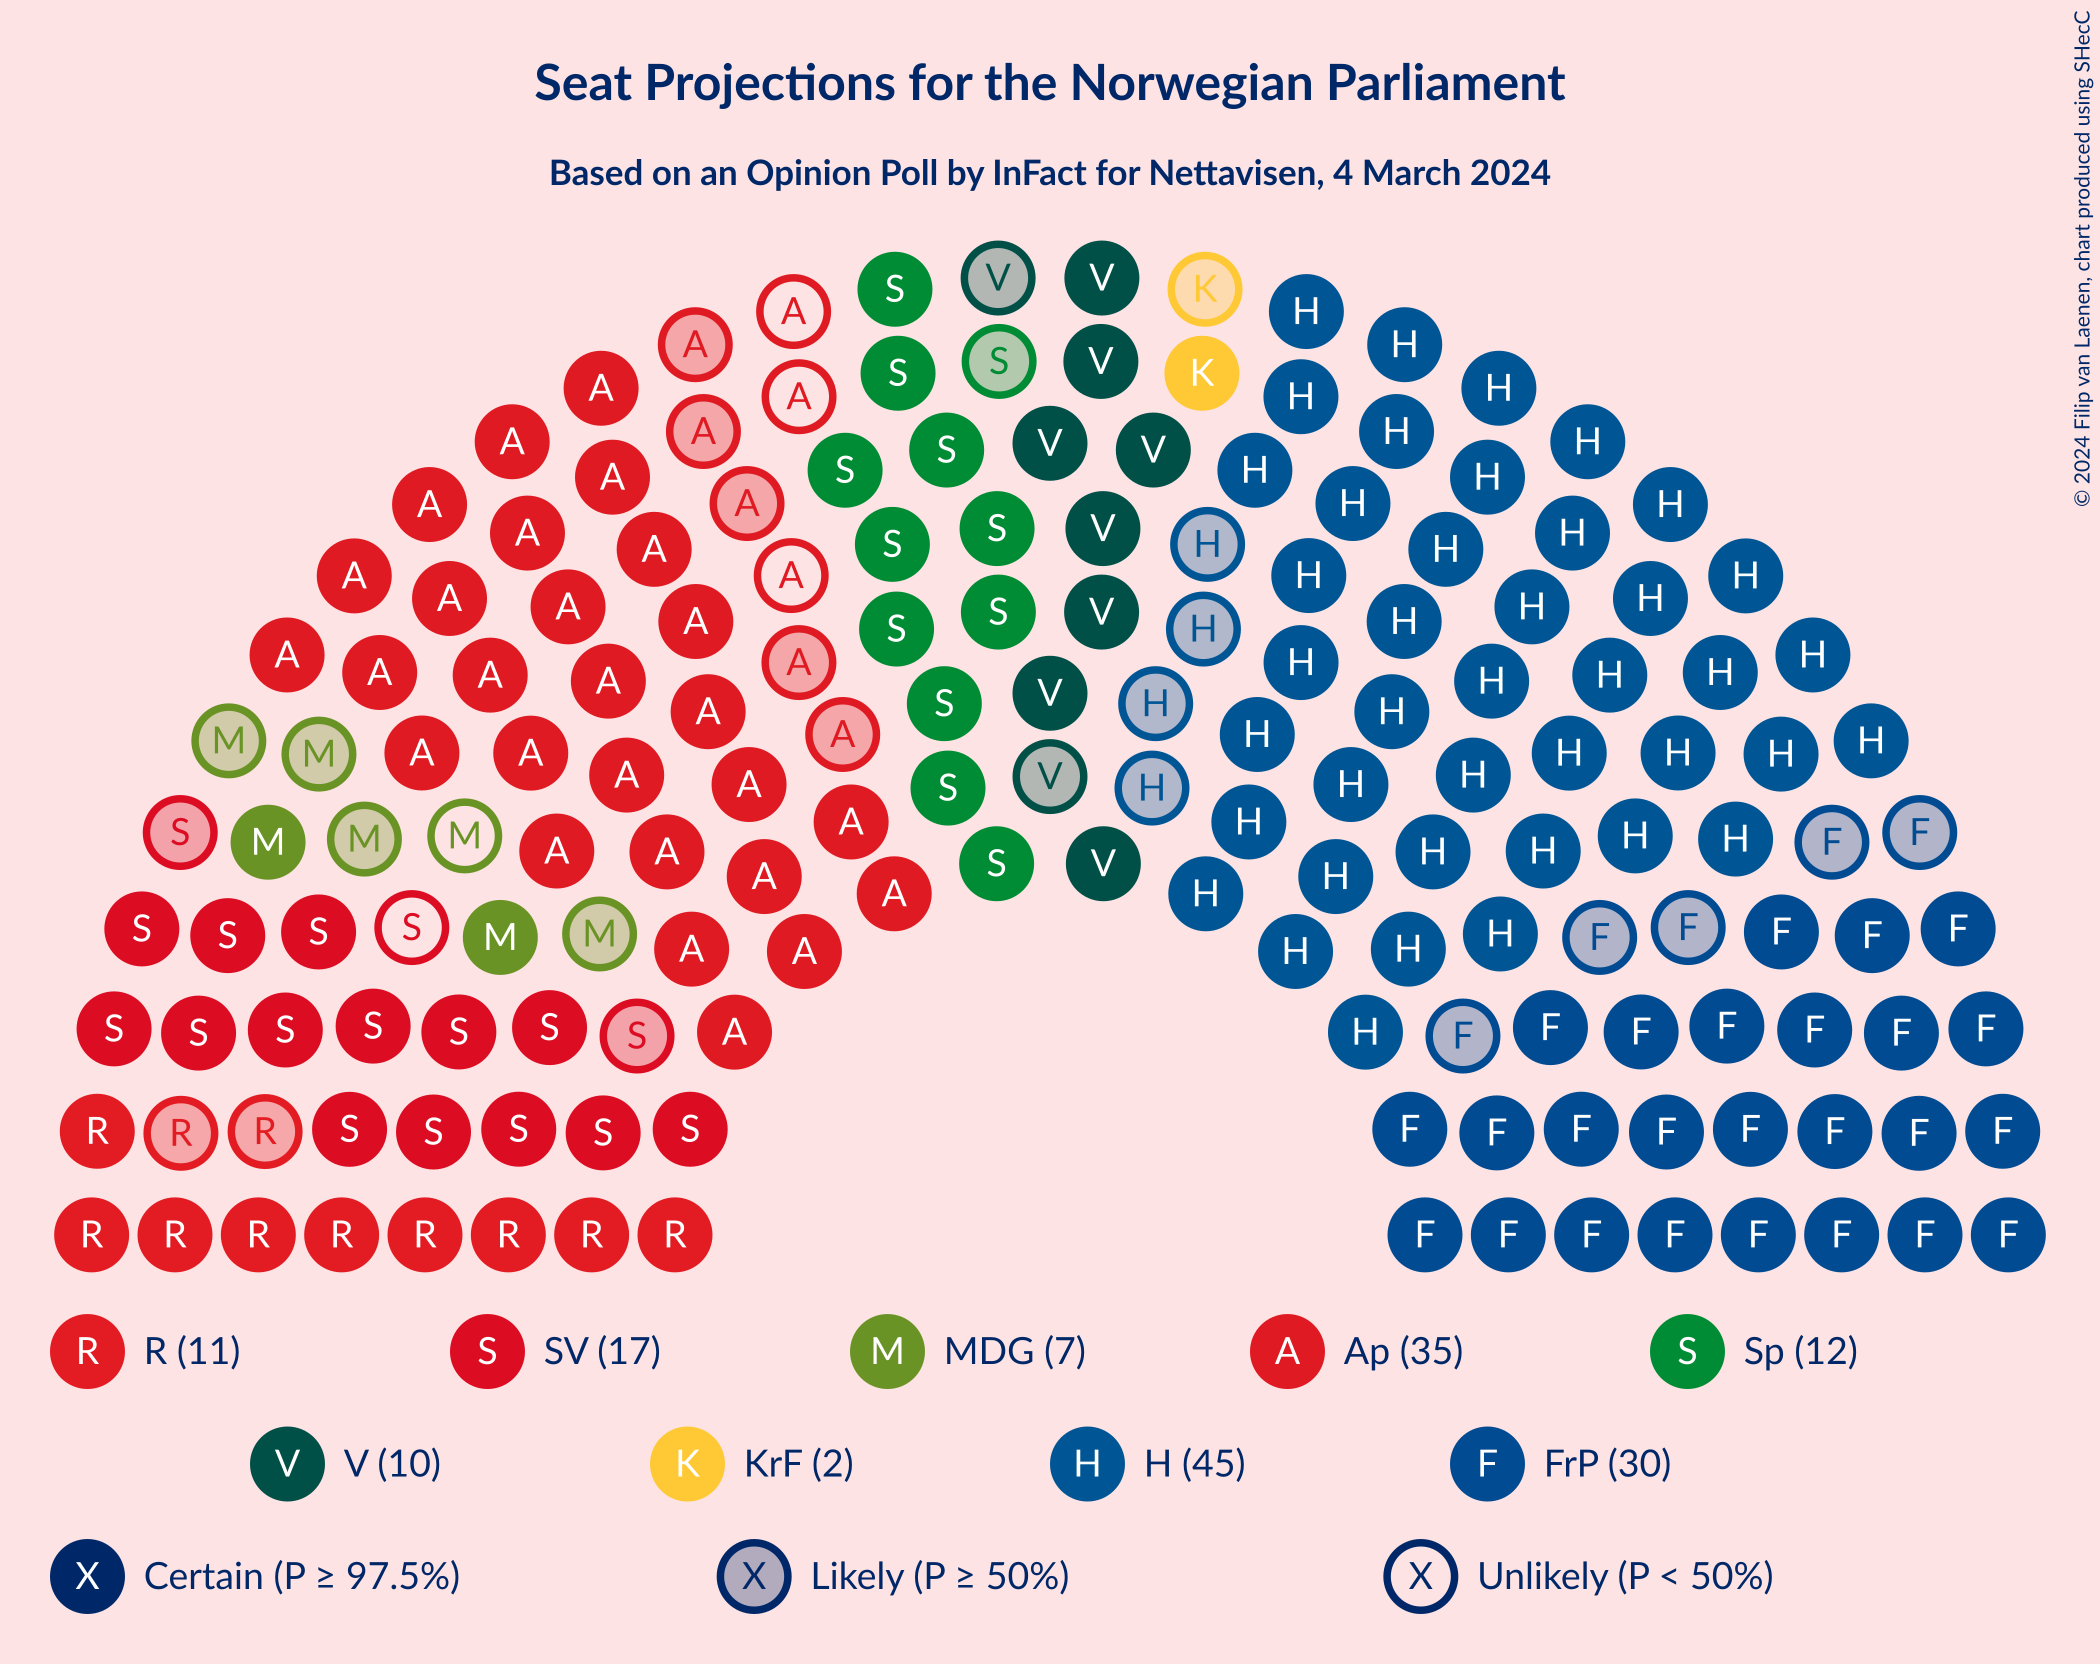 Seat Projections for the Norwegian Parliament
Based on an Opinion Poll by InFact for Nettavisen, 4 March 2024
© 2024 Filip van Laenen, chart produced using SHecC
V V
S K
A H
S V
A S K H
A H
A H
V
S V
A H
A H
A H
A S H
A H
A H
S V
A S H H
A H
A H
A H
A H
A H
S V
A H
A S H H
A H
A H
A H
A H
V
A S H H
A H
A H
A H
M A A A A S V H H H H H H
M A A A A H H H H
S M M M A A A A S V H H H H H H F F
S S S S M M A A A H H H F F F F F
S S S S S S S A H F F F F F F F
R R R S S S S S F F F F F F F F
R R R R R R R R F F F F F F F F
R R (11) S SV (17) M MDG (7) A Ap (35) S Sp (12)
V V (10) K KrF (2) H H (45) F FrP (30)
X Certain (P ≥ 97.5%) X Likely (P ≥ 50%) X Unlikely (P < 50%)